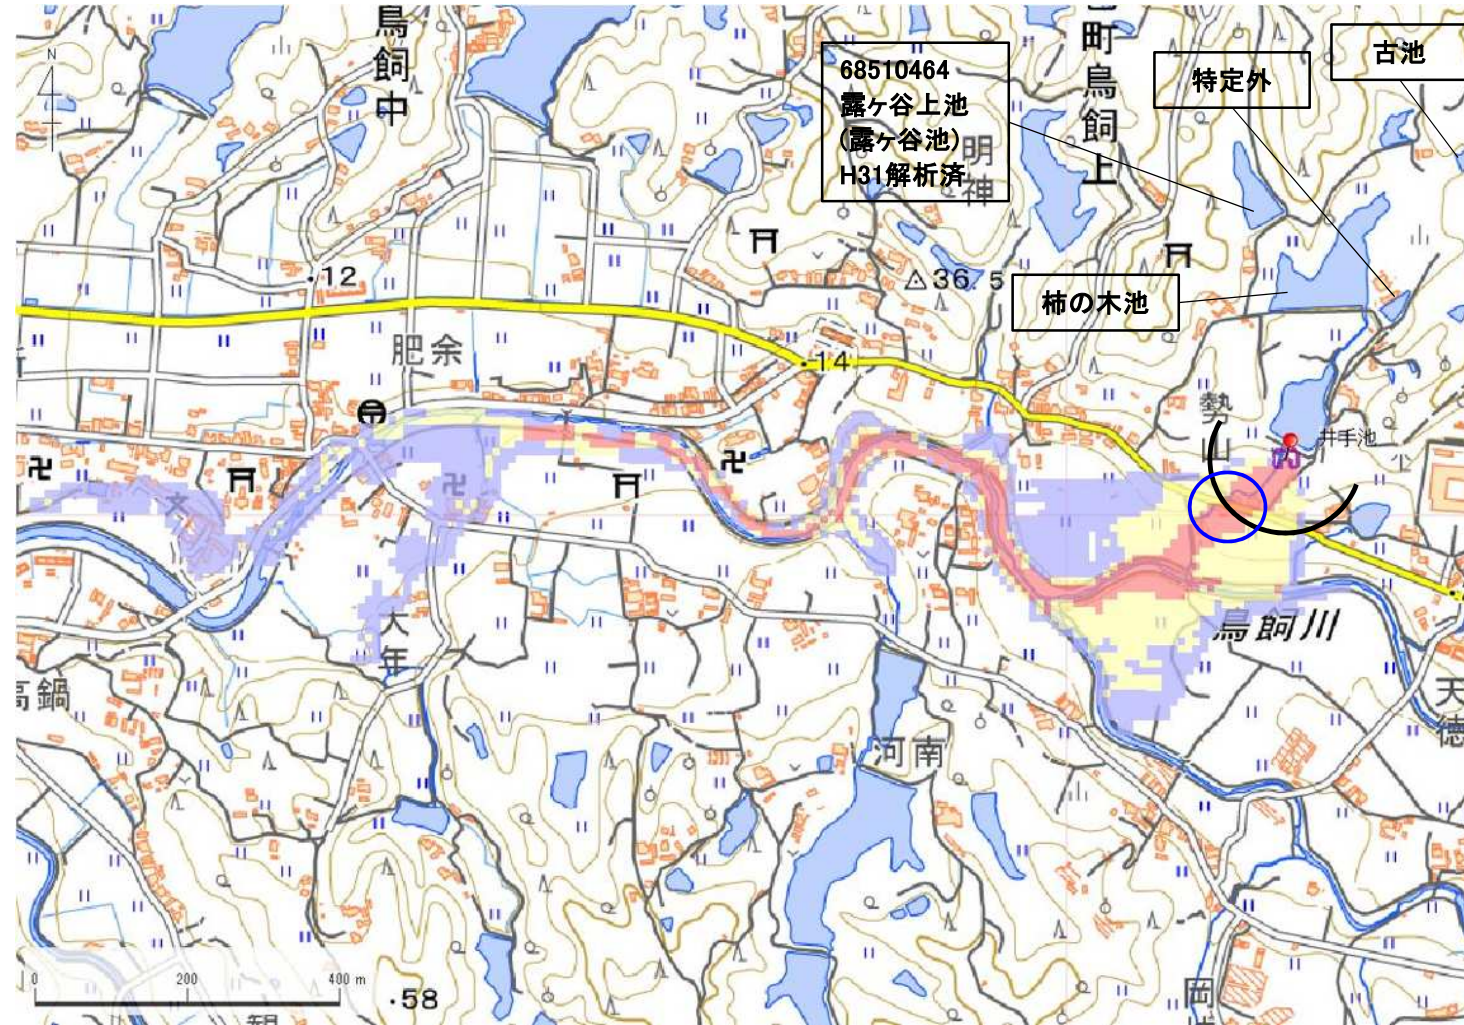 鳥飼中
68510464
露ヶ谷上池
(露ヶ谷池)
H31解析済
町鳥飼上
特定外
古池
明神
N
・12
△36.5
柿の木池
肥余
・14
勢山
井手池
鳥飼川
大年
高鍋
天徳
河南
0 200 400 m
・58
岡